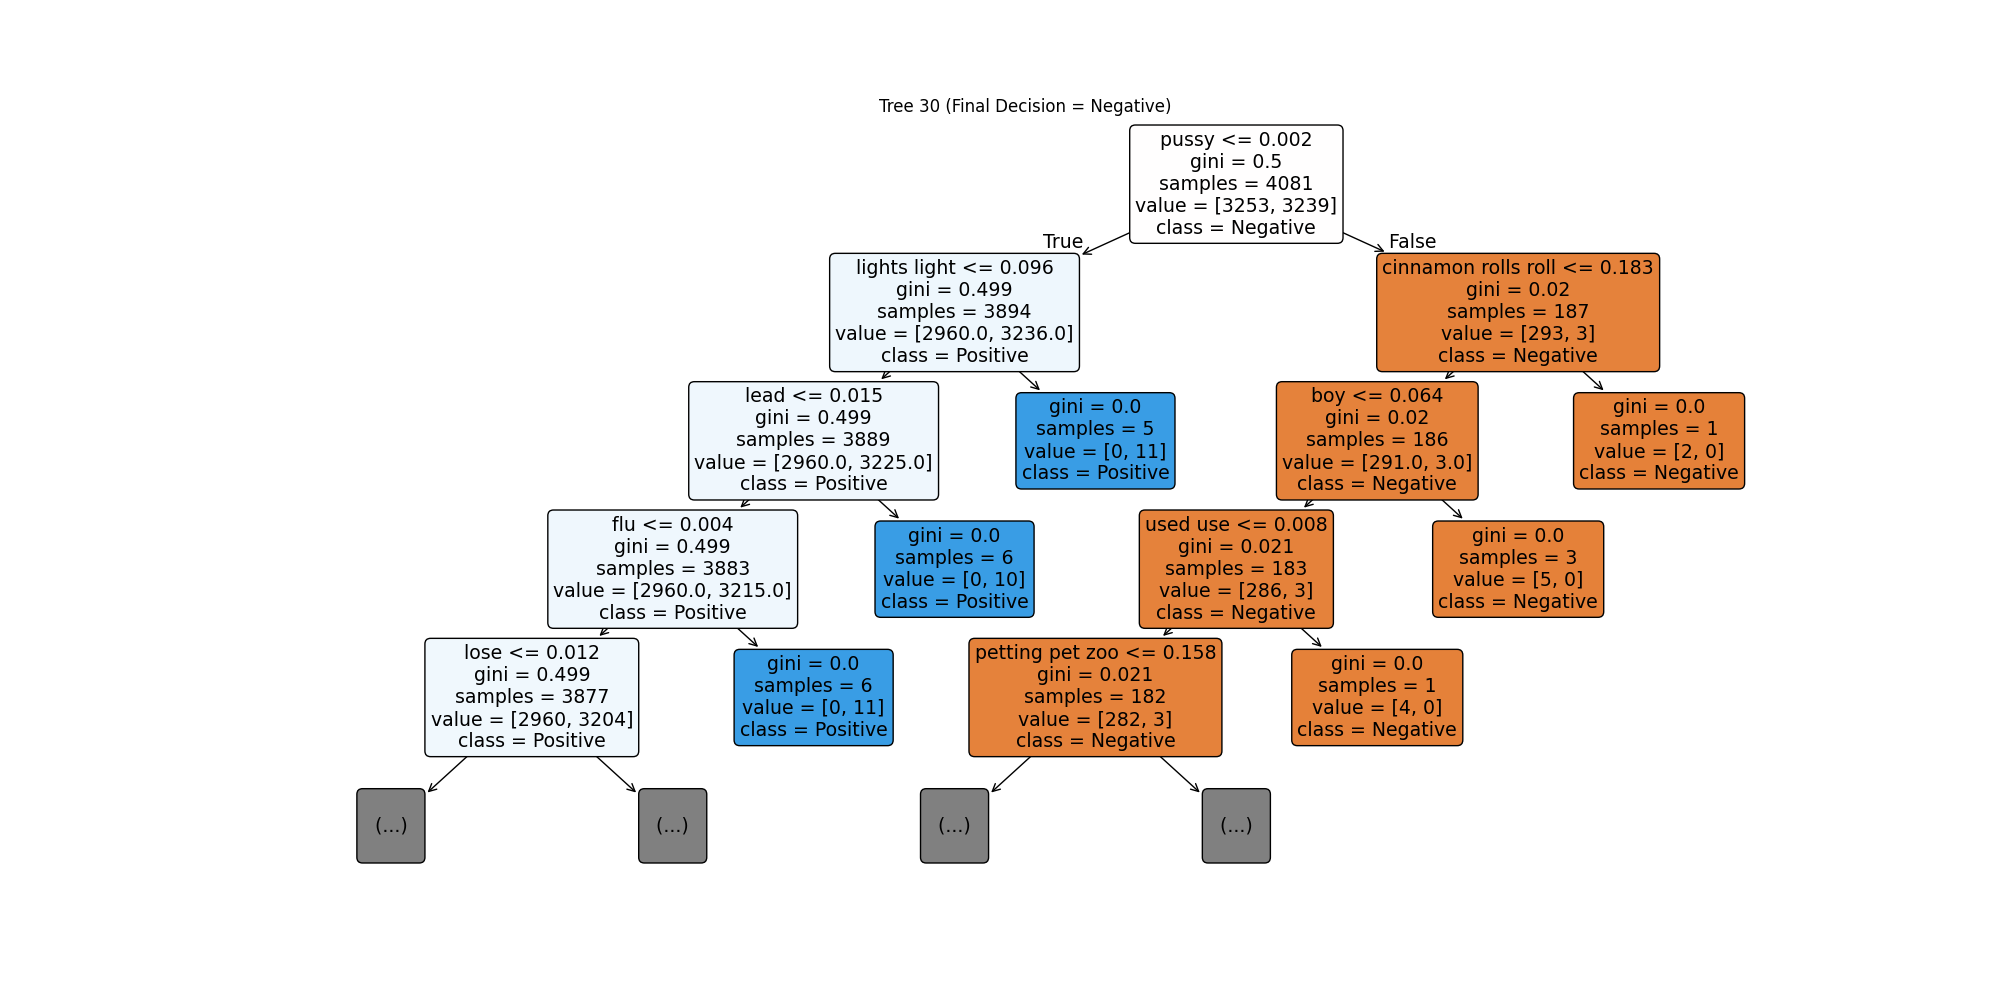 Tree 30 (Final Decision = Negative)
pussy <= 0.002
gini = 0.5
samples = 4081
value = [3253, 3239]
class = Negative
True
False
lights light <= 0.096
gini = 0.499
samples = 3894
value = [2960.0, 3236.0]
class = Positive
cinnamon rolls roll <= 0.183
gini = 0.02
samples = 187
value = [293, 3]
class = Negative
lead <= 0.015
gini = 0.499
samples = 3889
value = [2960.0, 3225.0]
class = Positive
gini = 0.0
samples = 5
value = [0, 11]
class = Positive
boy <= 0.064
gini = 0.02
samples = 186
value = [291.0, 3.0]
class = Negative
gini = 0.0
samples = 1
value = [2, 0]
class = Negative
flu <= 0.004
gini = 0.499
samples = 3883
value = [2960.0, 3215.0]
class = Positive
gini = 0.0
samples = 6
value = [0, 10]
class = Positive
used use <= 0.008
gini = 0.021
samples = 183
value = [286, 3]
class = Negative
gini = 0.0
samples = 3
value = [5, 0]
class = Negative
lose <= 0.012
gini = 0.499
samples = 3877
value = [2960, 3204]
class = Positive
gini = 0.0
samples = 6
value = [0, 11]
class = Positive
petting pet zoo <= 0.158
gini = 0.021
samples = 182
value = [282, 3]
class = Negative
gini = 0.0
samples = 1
value = [4, 0]
class = Negative
(...)
(...)
(...)
(...)